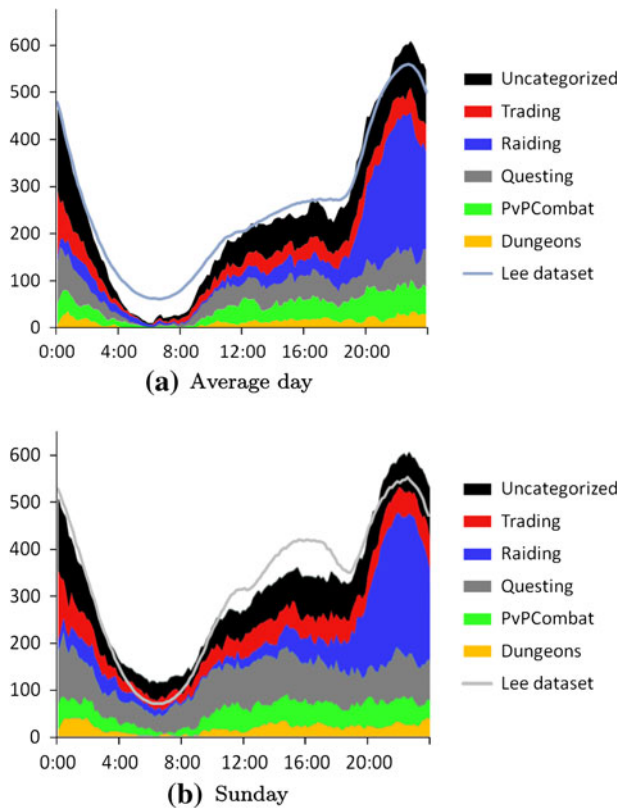 600
500
400
300
200
100
0
0:00 4:00 8:00 12:00 16:00 20:00
Uncategorized
Trading
Raiding
Questing
PvPCombat
Dungeons
Lee dataset
(a) Average day
600
500
400
300
200
100
0
0:00 4:00 8:00 12:00 16:00 20:00
Uncategorized
Trading
Raiding
Questing
PvPCombat
Dungeons
Lee dataset
(b) Sunday